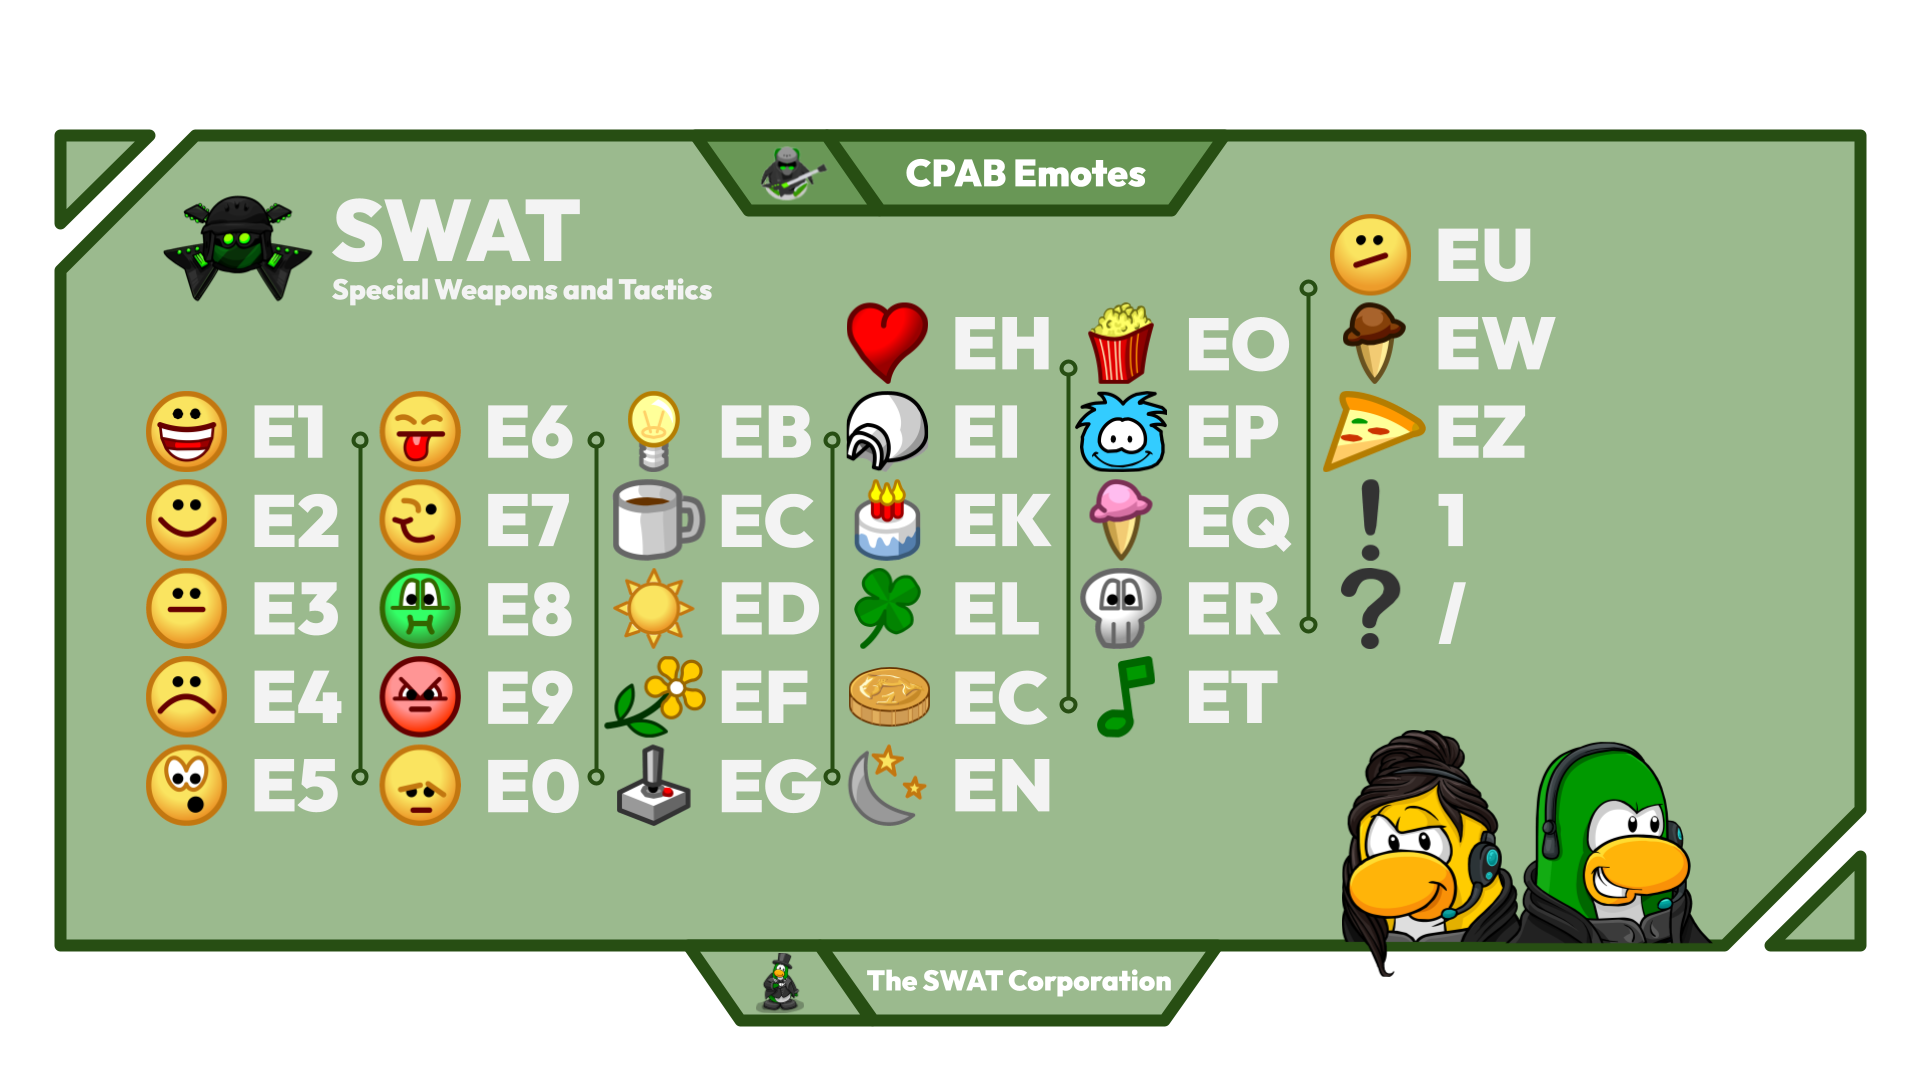 CPAB Emotes
SWAT
Special Weapons and Tactics
E1
E2
E3
E4
E5
E6
E7
E8
E9
E0
EB
EC
ED
EF
EG
EH
EI
EK
EL
EC
EN
EO
EP
EQ
ER
ET
EU
EW
EZ
! 1
? /
The SWAT Corporation